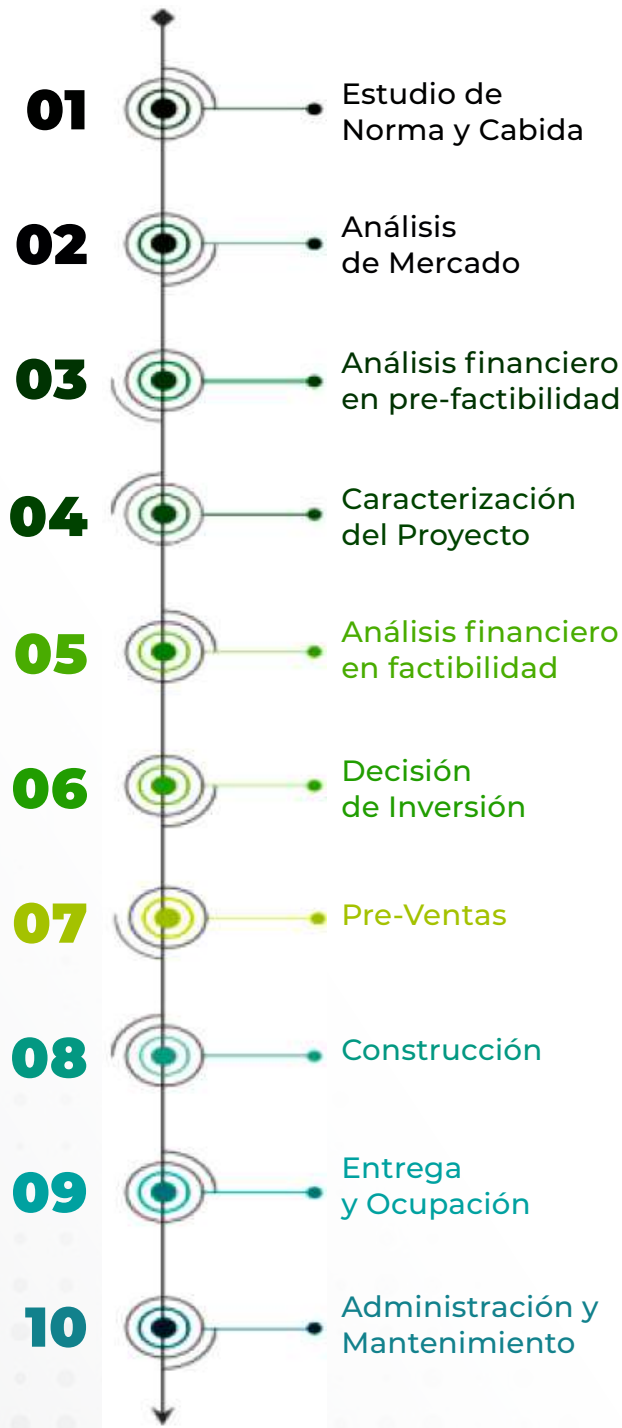 01
Estudio de
Norma y Cabida
02
Análisis
de Mercado
03
Análisis financiero
en pre-factibilidad
04
Caracterización
del Proyecto
05
Análisis financiero
en factibilidad
06
Decisión
de Inversión
07
Pre-Ventas
08
Construcción
09
Entrega
y Ocupación
10
Administración y
Mantenimiento